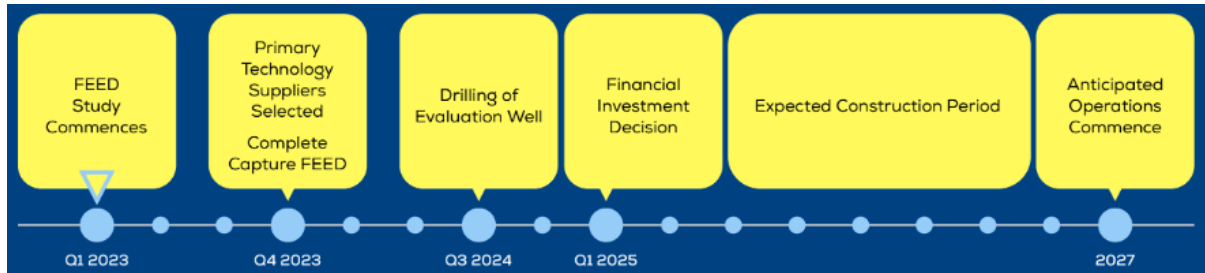 FEED
Study
Commences
Primary
Technology
Suppliers
Selected
Complete
Capture FEED
Drilling of
Evaluation Well
Financial
Investment
Decision
Expected Construction Period
Anticipated
Operations
Commence
Q1 2023
Q4 2023
Q3 2024
Q1 2025
2027